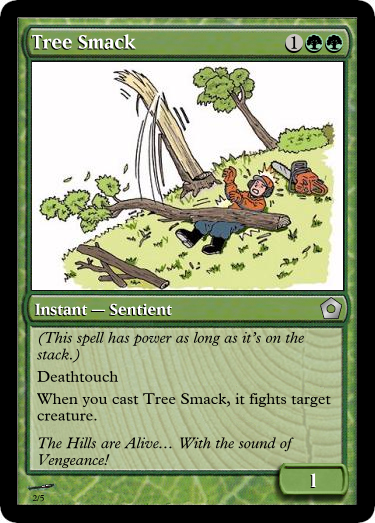 Tree Smack 1
Instant — Sentient
(This spell has power as long as it's on the
stack.)
Deathtouch
When you cast Tree Smack, it fights target
creature.
The Hills are Alive… With the sound of
Vengeance!
1
2/5